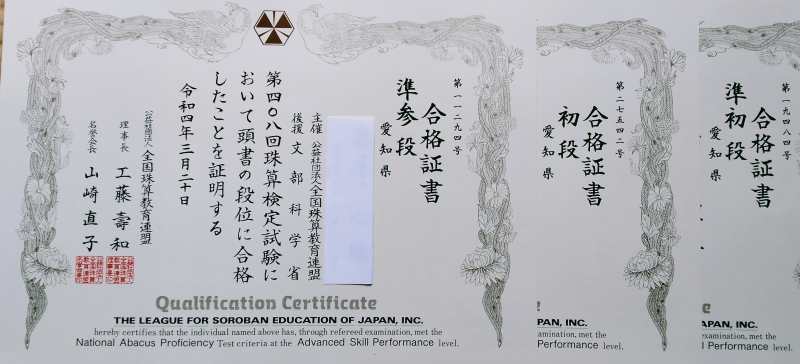 第一一二九四号
合格証書
準参段
愛知県
主催 公益社団法人全国珠算教育連盟
後援 文部科学省
第四〇八回珠算検定試験に
おいて頭書の段位に合格
したことを証明する
令和四年三月二十日
公益社団法人全国珠算教育連盟
理事長 工藤壽和
名誉会長 山崎直子
Qualification Certificate
THE LEAGUE FOR SOROBAN EDUCATION OF JAPAN, INC.
hereby certifies that the individual named above has, through refereed examination, met the
National Abacus Proficiency Test criteria at the Advanced Skill Performance level.
第二七五四二号
合格証書
初段
愛知県
PAN, INC.
amination, met the
ll Performance level.
第一九四八四号
合格証書
準初段
愛知県
e
APAN, INC.
examination, met the
l Performance level.